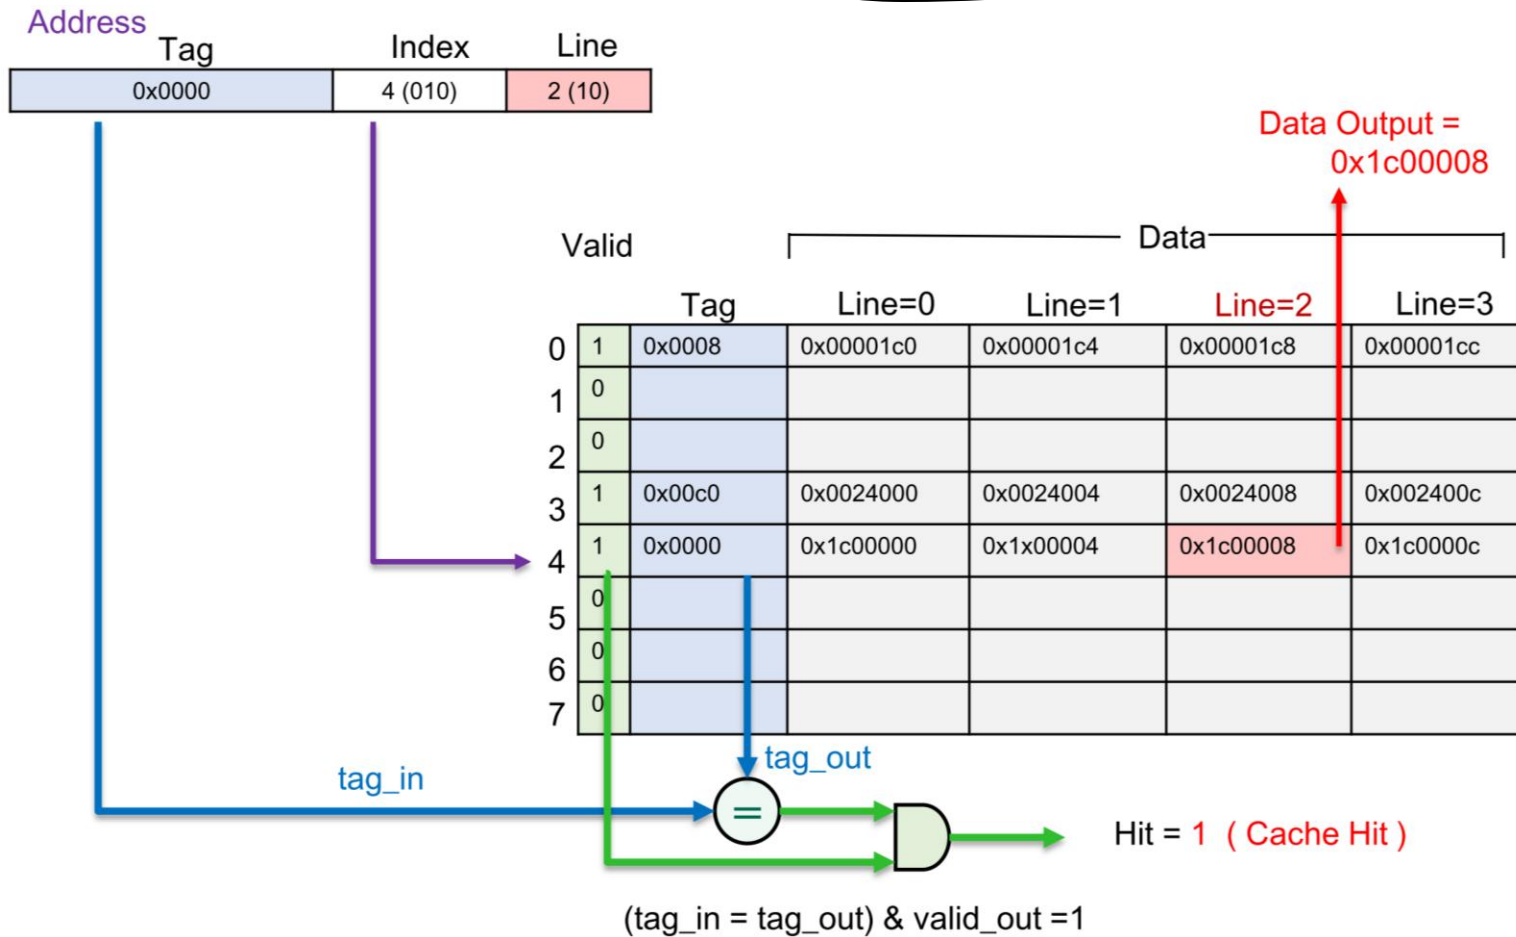 Address
Tag Index Line
0x0000 4 (010) 2 (10)
Data Output =
0x1c00008
Valid Data
Tag Line=0 Line=1 Line=2 Line=3
0 1 0x0008 0x00001c0 0x00001c4 0x00001c8 0x00001cc
1 0
2 0
3 1 0x00c0 0x0024000 0x0024004 0x0024008 0x002400c
4 1 0x0000 0x1c00000 0x1x00004 0x1c00008 0x1c0000c
5 0
6 0
7 0
tag_out
tag_in
=
Hit = 1 ( Cache Hit )
(tag_in = tag_out) & valid_out =1